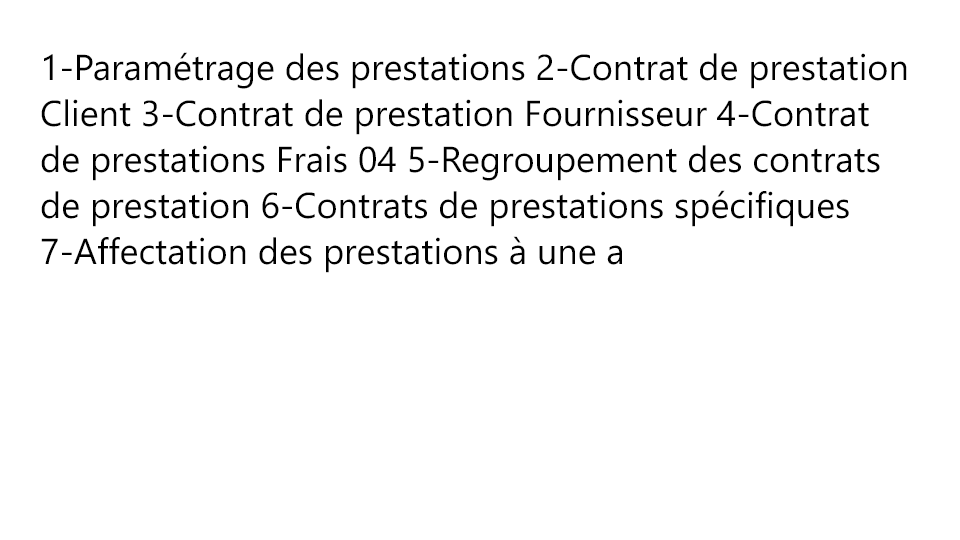 1-Paramétrage des prestations 2-Contrat de prestation
Client 3-Contrat de prestation Fournisseur 4-Contrat
de prestations Frais 04 5-Regroupement des contrats
de prestation 6-Contrats de prestations spécifiques
7-Affectation des prestations à une a